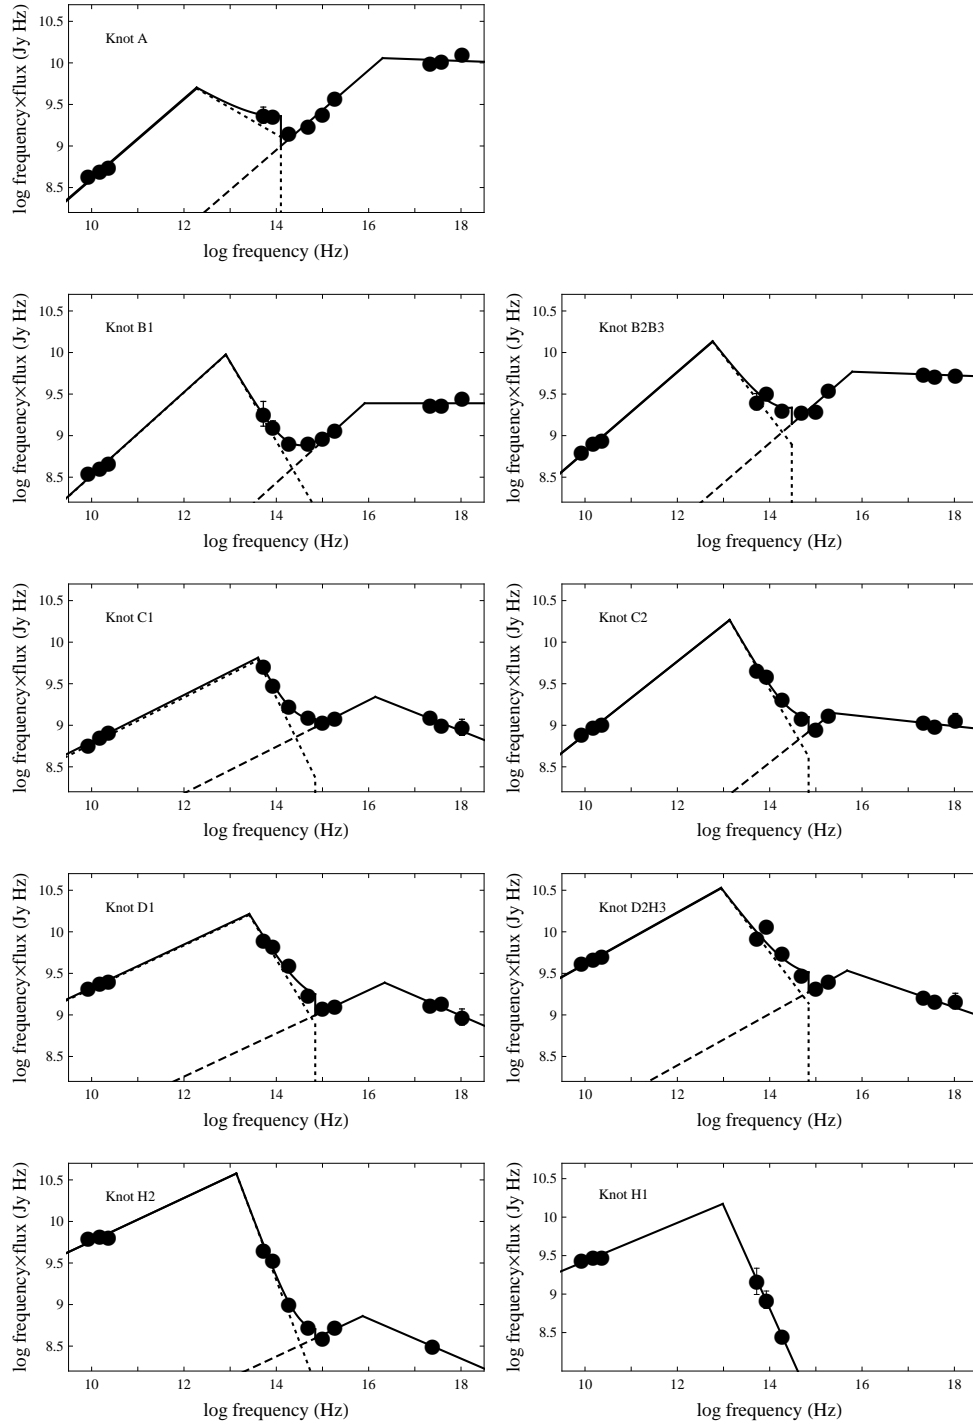 10.5
Knot A
10
9.5
9
8.5
10 12 14 16 18
log frequency (Hz)
log frequency×flux (Jy Hz)
10.5
Knot B1
10
9.5
9
8.5
10 12 14 16 18
log frequency (Hz)
log frequency×flux (Jy Hz)
10.5
Knot B2B3
10
9.5
9
8.5
10 12 14 16 18
log frequency (Hz)
log frequency×flux (Jy Hz)
10.5
Knot C1
10
9.5
9
8.5
10 12 14 16 18
log frequency (Hz)
log frequency×flux (Jy Hz)
10.5
Knot C2
10
9.5
9
8.5
10 12 14 16 18
log frequency (Hz)
log frequency×flux (Jy Hz)
10.5
Knot D1
10
9.5
9
8.5
10 12 14 16 18
log frequency (Hz)
log frequency×flux (Jy Hz)
10.5
Knot D2H3
10
9.5
9
8.5
10 12 14 16 18
log frequency (Hz)
log frequency×flux (Jy Hz)
10.5
Knot H2
10
9.5
9
8.5
10 12 14 16 18
log frequency (Hz)
log frequency×flux (Jy Hz)
10.5
Knot H1
10
9.5
9
8.5
10 12 14 16 18
log frequency (Hz)
log frequency×flux (Jy Hz)